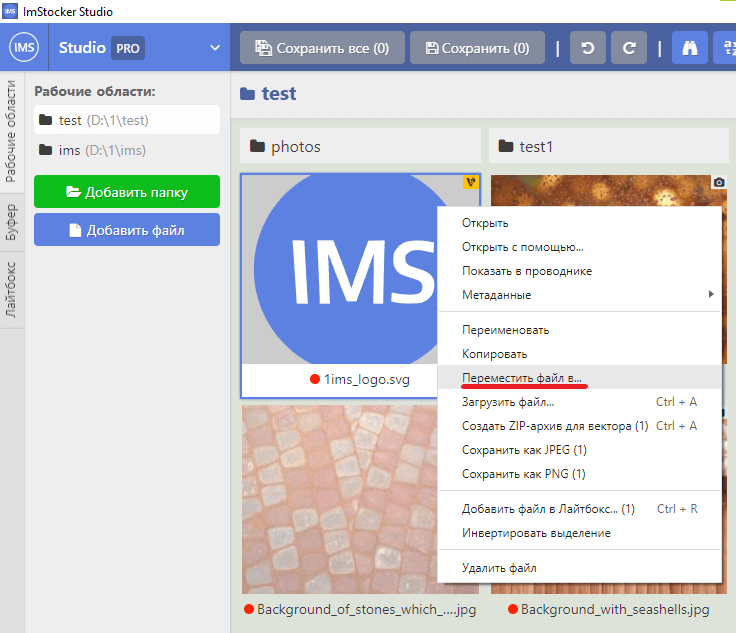 IMS ImStocker Studio
IMS Studio PRO
Сохранить все (0)
Сохранить (0)
Рабочие области
Буфер
Лайтбокс
Рабочие области:
test (D:\1\test)
ims (D:\1\ims)
Добавить папку
Добавить файл
test
photos
test1
IMS
1ims_logo.svg
Background_of_stones_which_....jpg
Background_with_seashells.jpg
Открыть
Открыть с помощью...
Показать в проводнике
Метаданные
Переименовать
Копировать
Переместить файл в...
Загрузить файл... Ctrl + A
Создать ZIP-архив для вектора (1) Ctrl + A
Сохранить как JPEG (1)
Сохранить как PNG (1)
Добавить файл в Лайтбокс... (1) Ctrl + R
Инвертировать выделение
Удалить файл